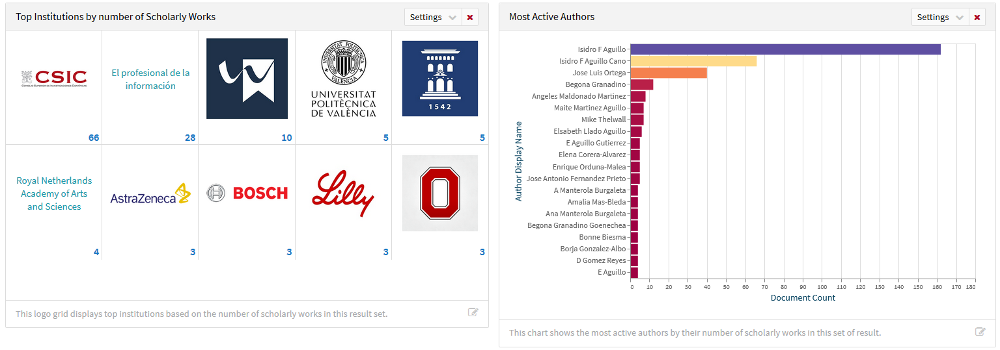 Top Institutions by number of Scholarly Works
Settings
CSIC
CONSEJO SUPERIOR DE INVESTIGACIONES CIENTÍFICAS
El profesional de la
información
UNIVERSITAT POLITÈCNICA
VALÈNCIA
UNIVERSITAT
POLITÈCNICA
DE VALÈNCIA
1542
66
28
10
5
5
Royal Netherlands
Academy of Arts
and Sciences
AstraZeneca
BOSCH
Lilly
O
4
3
3
3
3
This logo grid displays top institutions based on the number of scholarly works in this result set.
Most Active Authors
Settings
Author Display Name
Isidro F Aguillo
Isidro F Aguillo Cano
Jose Luis Ortega
Begona Granadino
Angeles Maldonado Martinez
Maite Martinez Aguillo
Mike Thelwall
Elsabeth Llado Aguillo
E Aguillo Gutierrez
Elena Corera-Alvarez
Enrique Orduna-Malea
Jose Antonio Fernandez Prieto
A Manterola Burgaleta
Amalia Mas-Bleda
Ana Manterola Burgaleta
Begona Granadino Goenechea
Bonne Biesma
Borja Gonzalez-Albo
D Gomez Reyes
E Aguillo
0 10 20 30 40 50 60 70 80 90 100 110 120 130 140 150 160 170 180
Document Count
This chart shows the most active authors by their number of scholarly works in this set of result.